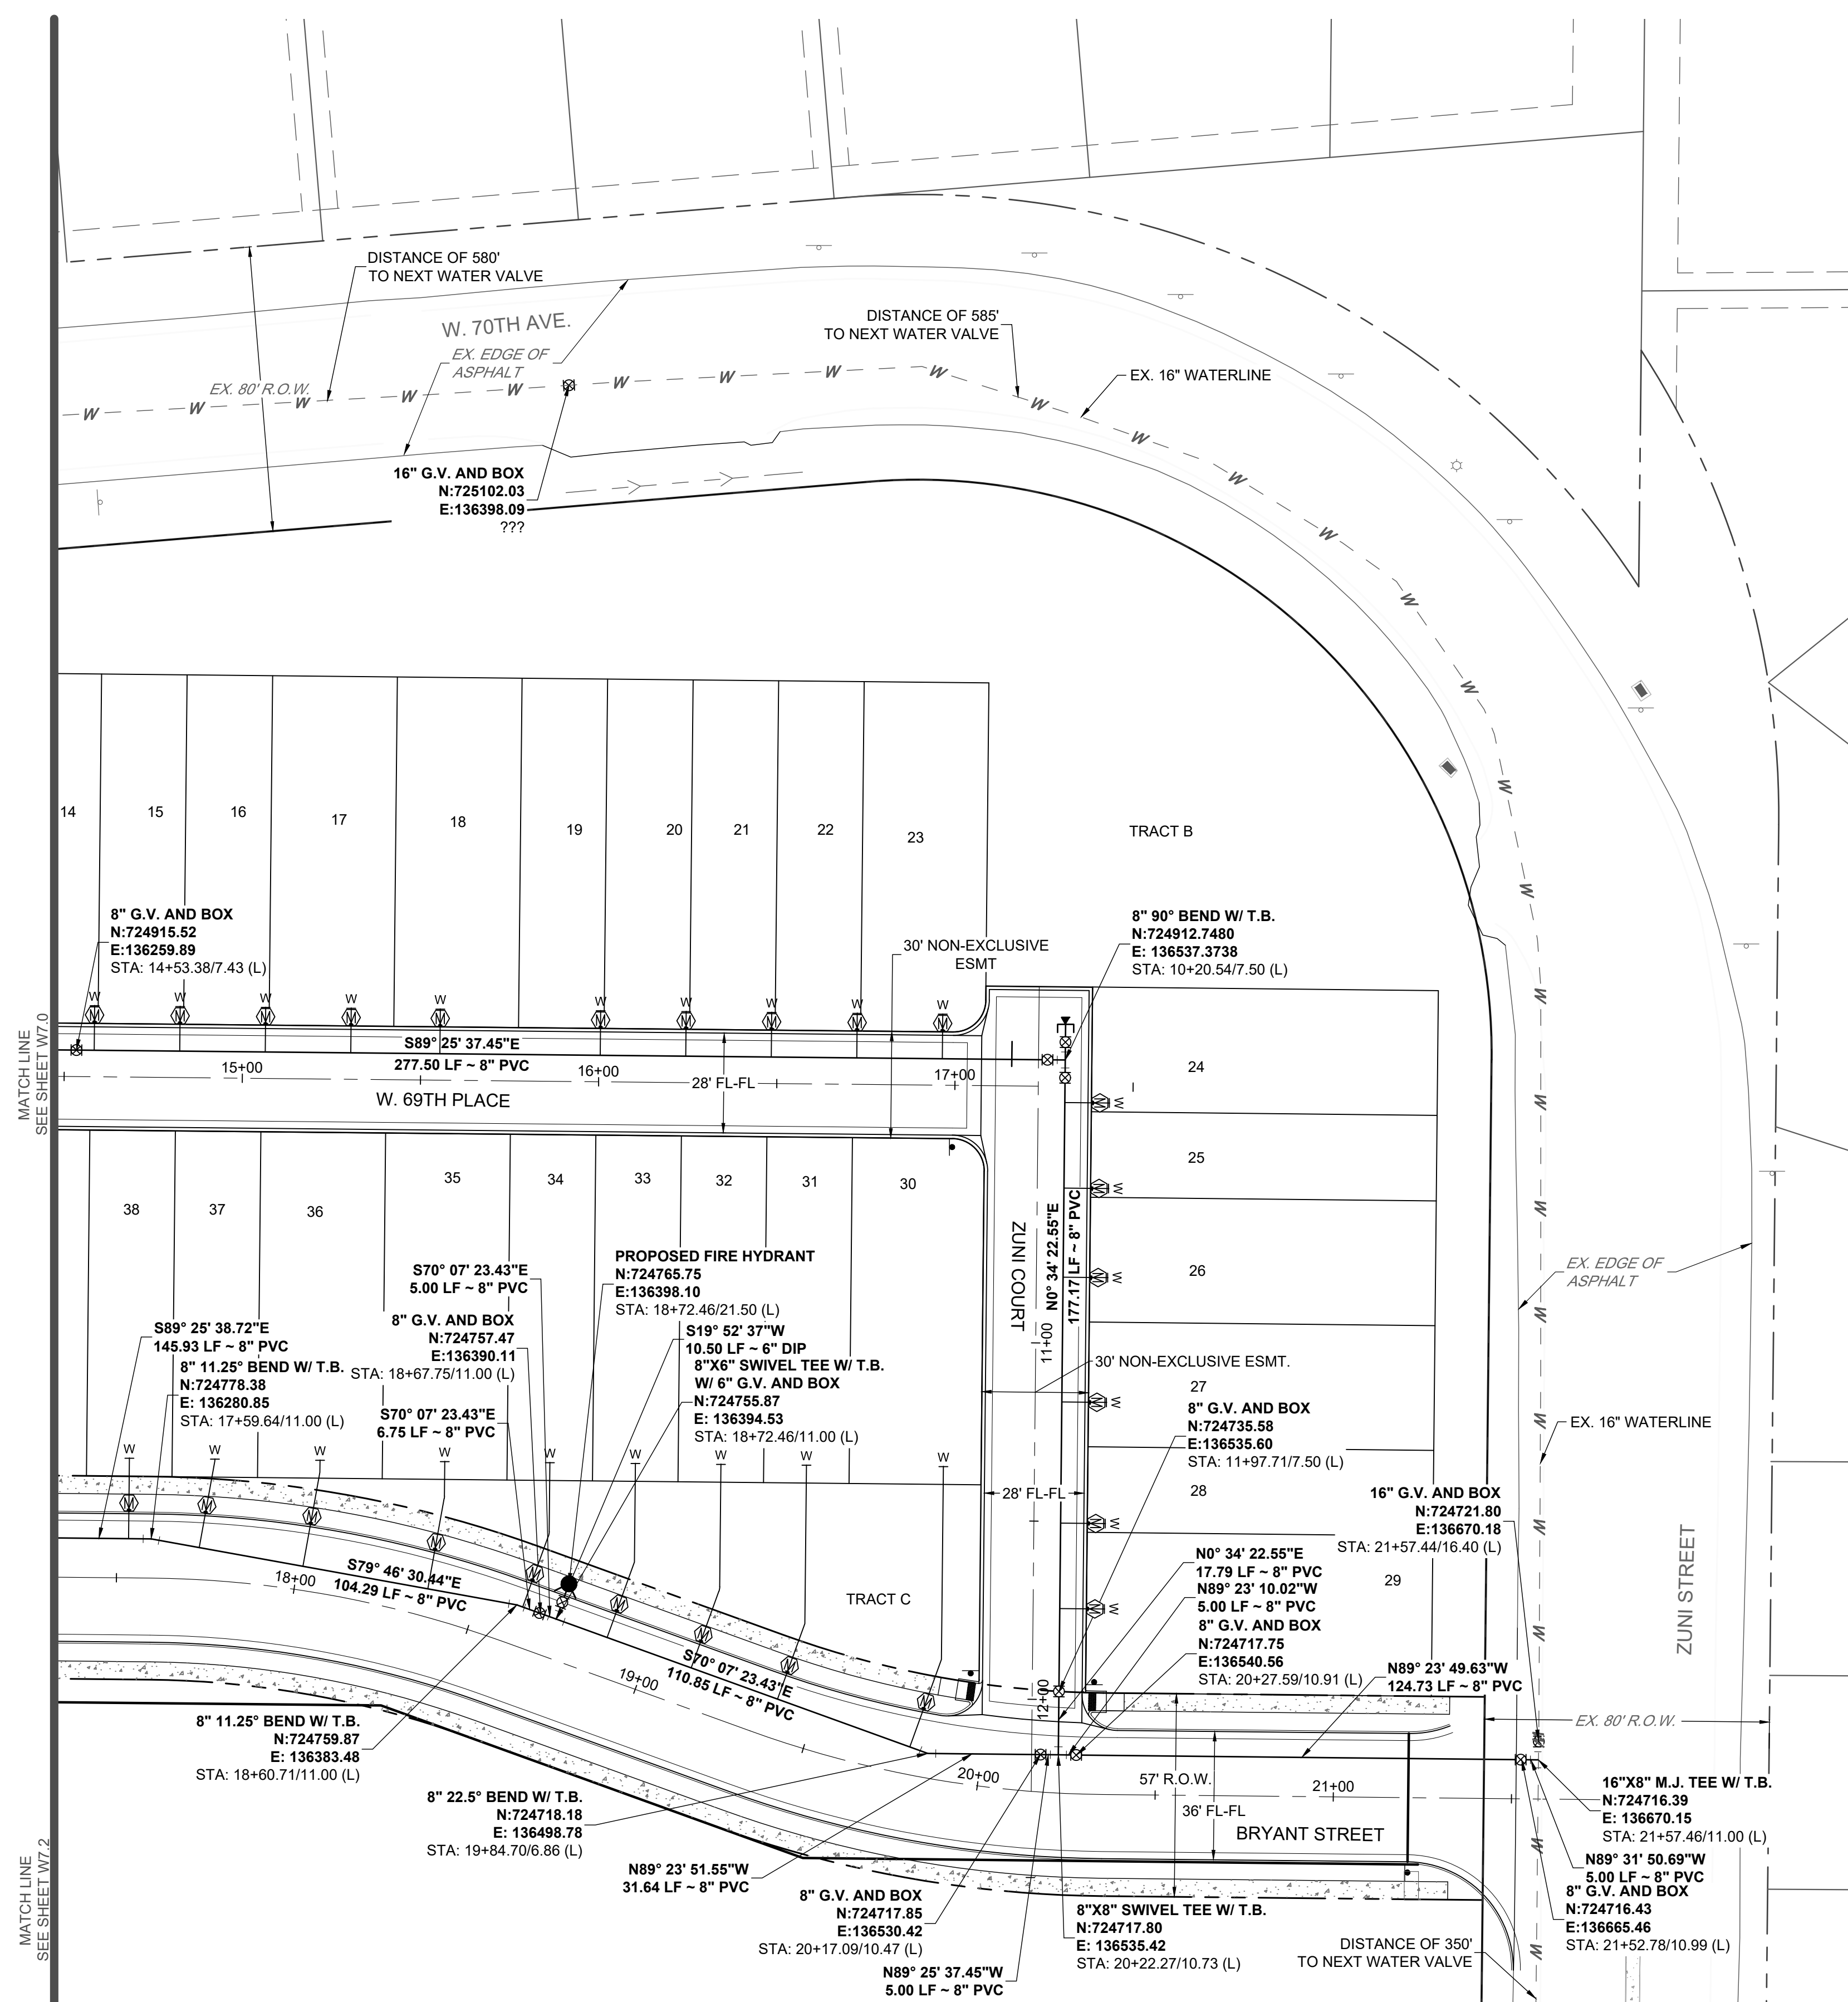 DISTANCE OF 580'
TO NEXT WATER VALVE
W. 70TH AVE.
EX. EDGE OF
ASPHALT
EX. 80' R.O.W.
DISTANCE OF 585'
TO NEXT WATER VALVE
EX. 16" WATERLINE
W W W W W W W W W W W W W W W W W W W W W W W W W W W W
16" G.V. AND BOX
N:725102.03
E:136398.09
???
14
15
16
17
18
19
20
21
22
23
TRACT B
8" G.V. AND BOX
N:724915.52
E:136259.89
STA: 14+53.38/7.43 (L)
30' NON-EXCLUSIVE
ESMT
8" 90° BEND W/ T.B.
N:724912.7480
E: 136537.3738
STA: 10+20.54/7.50 (L)
W W W W W W W W W W
M M M M M M M M M M
MATCH LINE
SEE SHEET W7.0
S89° 25' 37.45"E
277.50 LF ~ 8" PVC
15+00
16+00
17+00
28' FL-FL
W. 69TH PLACE
24
25
26
27
28
29
M W
M W
M W
M W
M W
M W
38
37
36
35
34
33
32
31
30
ZUNI COURT
N0° 34' 22.55"E
177.17 LF ~ 8" PVC
11+00
30' NON-EXCLUSIVE ESMT.
EX. EDGE OF
ASPHALT
S70° 07' 23.43"E
5.00 LF ~ 8" PVC
PROPOSED FIRE HYDRANT
N:724765.75
E:136398.10
STA: 18+72.46/21.50 (L)
8" G.V. AND BOX
N:724757.47
E:136390.11
STA: 18+67.75/11.00 (L)
S89° 25' 38.72"E
145.93 LF ~ 8" PVC
S19° 52' 37"W
10.50 LF ~ 6" DIP
8" 11.25° BEND W/ T.B.
N:724778.38
E: 136280.85
STA: 17+59.64/11.00 (L)
8"X6" SWIVEL TEE W/ T.B.
W/ 6" G.V. AND BOX
N:724755.87
E: 136394.53
STA: 18+72.46/11.00 (L)
S70° 07' 23.43"E
6.75 LF ~ 8" PVC
8" G.V. AND BOX
N:724735.58
E:136535.60
STA: 11+97.71/7.50 (L)
EX. 16" WATERLINE
W W W W W W W W W
M M M M M M M M M
28' FL-FL
16" G.V. AND BOX
N:724721.80
E:136670.18
STA: 21+57.44/16.40 (L)
ZUNI STREET
N0° 34' 22.55"E
17.79 LF ~ 8" PVC
N89° 23' 10.02"W
5.00 LF ~ 8" PVC
8" G.V. AND BOX
N:724717.75
E:136540.56
STA: 20+27.59/10.91 (L)
S79° 46' 30.44"E
104.29 LF ~ 8" PVC
18+00
TRACT C
S70° 07' 23.43"E
110.85 LF ~ 8" PVC
19+00
12+00
N89° 23' 49.63"W
124.73 LF ~ 8" PVC
EX. 80' R.O.W.
8" 11.25° BEND W/ T.B.
N:724759.87
E: 136383.48
STA: 18+60.71/11.00 (L)
20+00
57' R.O.W.
21+00
36' FL-FL
BRYANT STREET
16"X8" M.J. TEE W/ T.B.
N:724716.39
E: 136670.15
STA: 21+57.46/11.00 (L)
8" 22.5° BEND W/ T.B.
N:724718.18
E: 136498.78
STA: 19+84.70/6.86 (L)
N89° 31' 50.69"W
5.00 LF ~ 8" PVC
8" G.V. AND BOX
N:724716.43
E:136665.46
STA: 21+52.78/10.99 (L)
N89° 23' 51.55"W
31.64 LF ~ 8" PVC
8" G.V. AND BOX
N:724717.85
E:136530.42
STA: 20+17.09/10.47 (L)
8"X8" SWIVEL TEE W/ T.B.
N:724717.80
E: 136535.42
STA: 20+22.27/10.73 (L)
DISTANCE OF 350'
TO NEXT WATER VALVE
N89° 25' 37.45"W
5.00 LF ~ 8" PVC
MATCH LINE
SEE SHEET W7.2